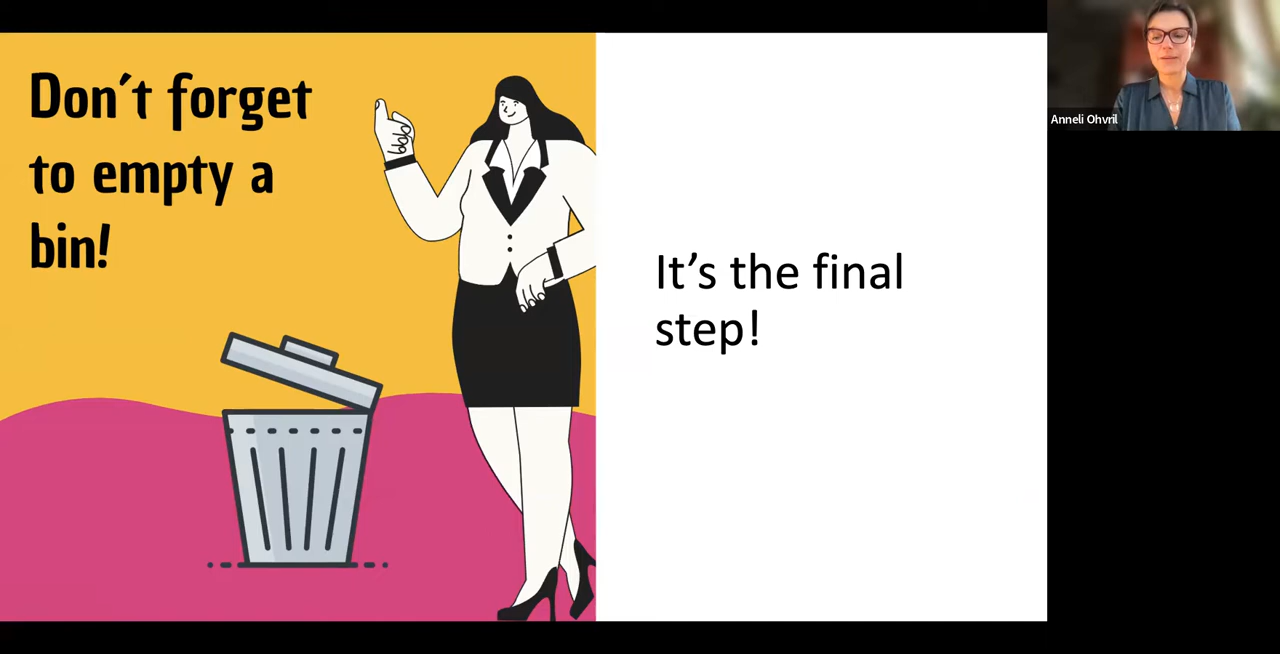 Don´t forget
to empty a
bin!
It’s the final
step!
Anneli Ohvril